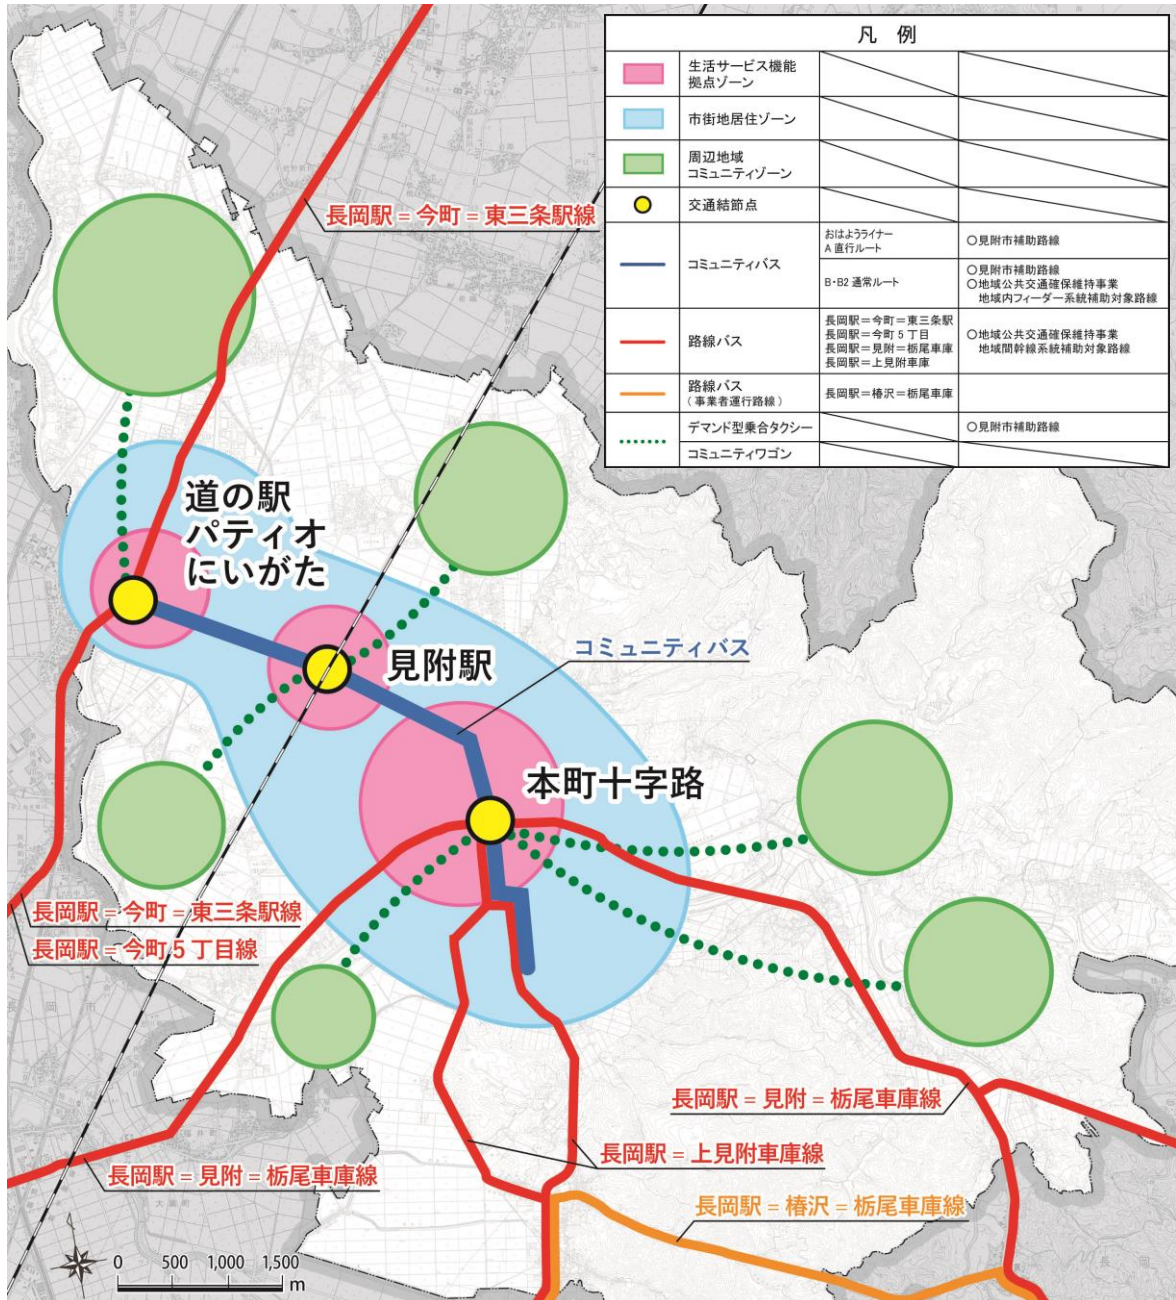 凡 例
生活サービス機能
拠点ゾーン
市街地居住ゾーン
周辺地域
コミュニティゾーン
交通結節点
コミュニティバス
おはようライナー
A 直行ルート
○見附市補助路線
B・B2 通常ルート
○見附市補助路線
○地域公共交通確保維持事業
地域内フィーダー系統補助対象路線
路線バス
長岡駅＝今町＝東三条駅
長岡駅＝今町 5 丁目
長岡駅＝見附＝栃尾車庫
長岡駅＝上見附車庫
○地域公共交通確保維持事業
地域間幹線系統補助対象路線
路線バス
（事業者運行路線）
長岡駅＝椿沢＝栃尾車庫
デマンド型乗合タクシー
○見附市補助路線
コミュニティワゴン
長岡駅 = 今町 = 東三条駅線
道の駅
パティオ
にいがた
見附駅
コミュニティバス
本町十字路
長岡駅 = 今町 = 東三条駅線
長岡駅 = 今町 5 丁目線
長岡駅 = 見附 = 栃尾車庫線
長岡駅 = 上見附車庫線
長岡駅 = 見附 = 栃尾車庫線
長岡駅 = 椿沢 = 栃尾車庫線
0 500 1,000 1,500
m